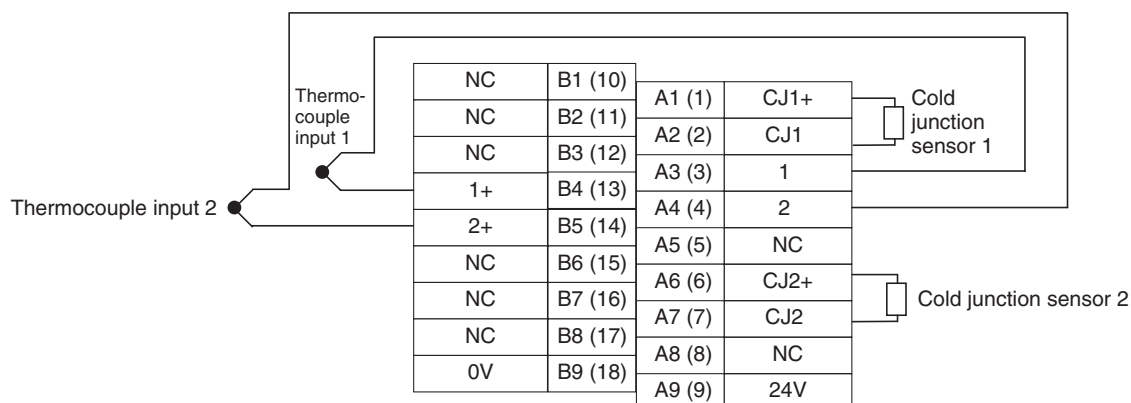 NC B1 (10)
A1 (1) CJ1+
Cold
junction
sensor 1
Thermo-
couple
input 1
NC B2 (11)
A2 (2) CJ1
NC B3 (12)
A3 (3) 1
1+ B4 (13)
A4 (4) 2
Thermocouple input 2
2+ B5 (14)
A5 (5) NC
NC B6 (15)
A6 (6) CJ2+
Cold junction sensor 2
NC B7 (16)
A7 (7) CJ2
NC B8 (17)
A8 (8) NC
0V B9 (18)
A9 (9) 24V